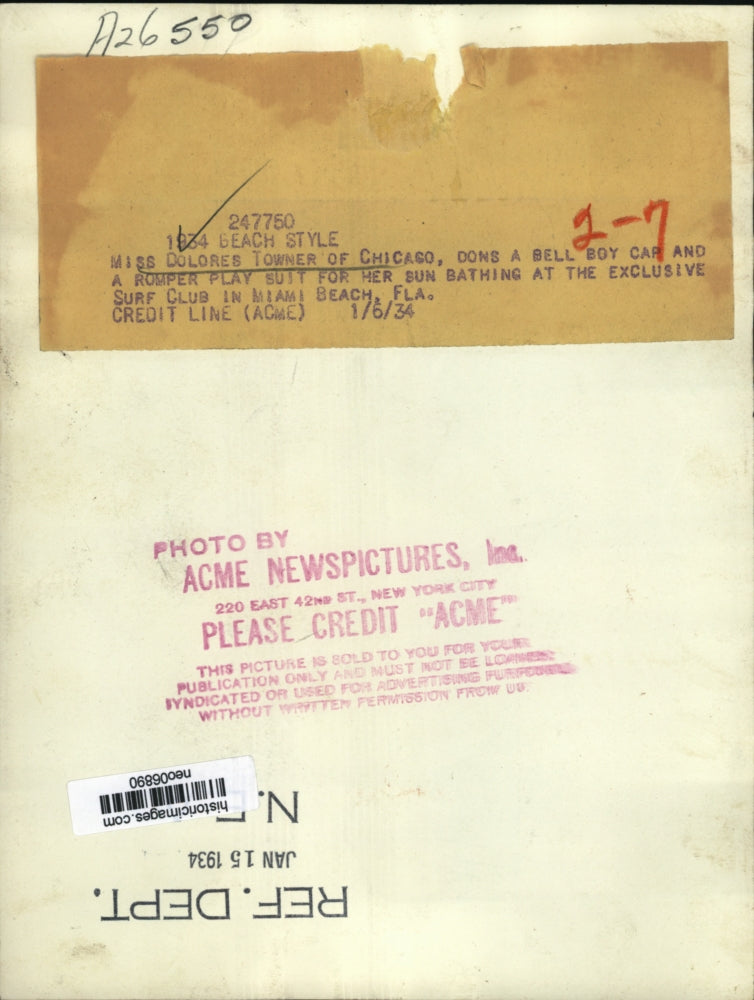 A26550
247750
1934 BEACH STYLE
2-7
MISS DOLORES TOWNER OF CHICAGO, DONS A BELL BOY CAP AND
A ROMPER PLAY SUIT FOR HER SUN BATHING AT THE EXCLUSIVE
SURF CLUB IN MIAMI BEACH, FLA.
CREDIT LINE (ACME) 1/6/34
PHOTO BY
ACME NEWSPICTURES, Inc.
220 EAST 42ND ST., NEW YORK CITY
PLEASE CREDIT "ACME"
THIS PICTURE IS SOLD TO YOU FOR YOUR
PUBLICATION ONLY AND MUST NOT BE LOANED
SYNDICATED OR USED FOR ADVERTISING PURPOSES
WITHOUT WRITTEN PERMISSION FROM US.
REF. DEPT.
JAN 15 1934
N.E.
historicimages.com
neo06890